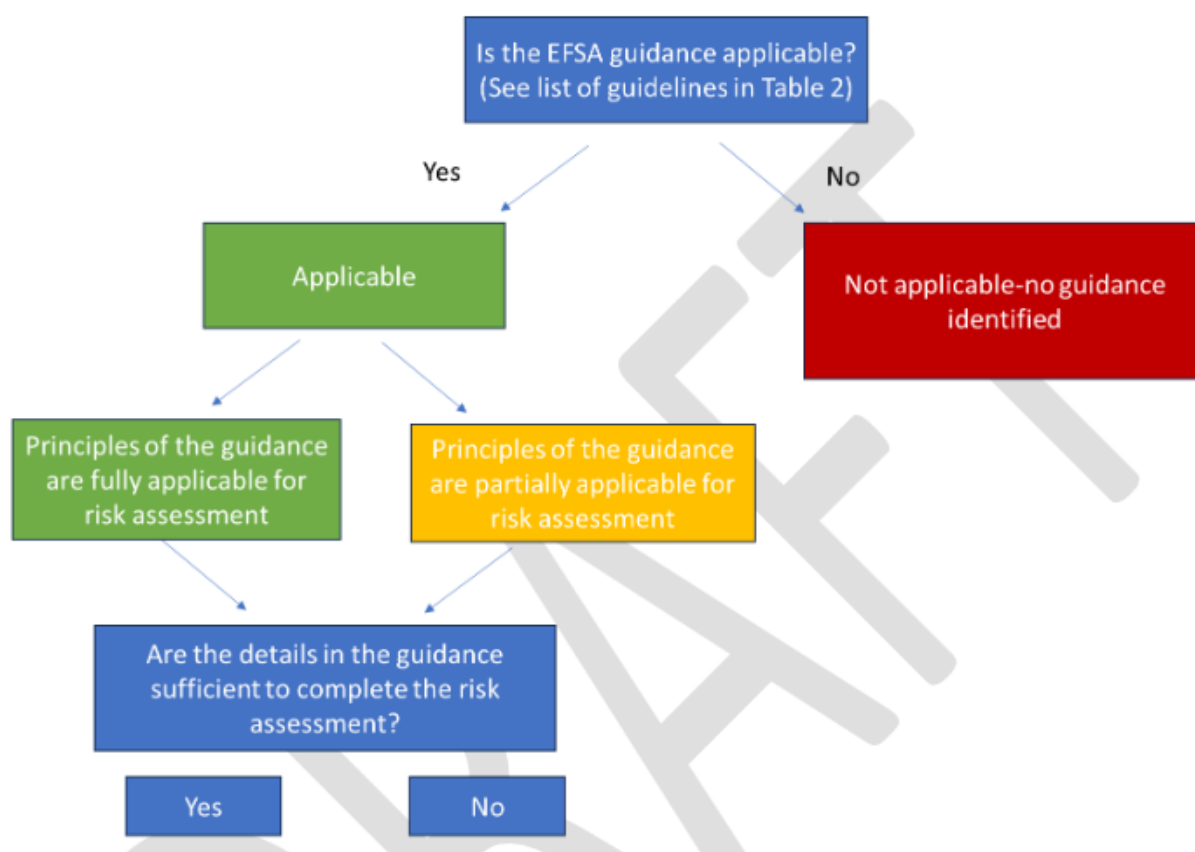 Is the EFSA guidance applicable?
(See list of guidelines in Table 2)
Yes
No
Applicable
Not applicable-no guidance
identified
Principles of the guidance
are fully applicable for
risk assessment
Principles of the guidance
are partially applicable for
risk assessment
Are the details in the guidance
sufficient to complete the risk
assessment?
Yes
No
DRAFT